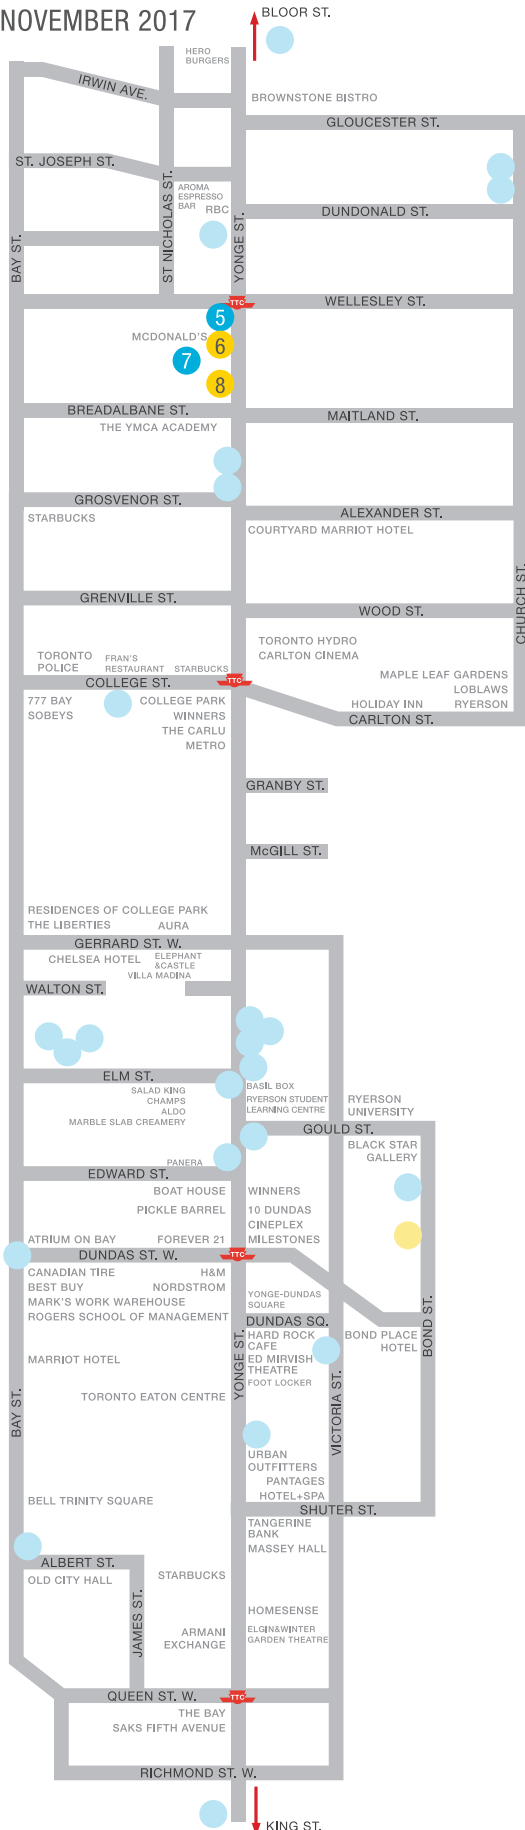 NOVEMBER 2017
BLOOR ST.
HERO
BURGERS
IRWIN AVE.
BROWNSTONE BISTRO
GLOUCESTER ST.
ST. JOSEPH ST.
AROMA
ESPRESSO
BAR
RBC
DUNDONALD ST.
BAY ST.
ST NICHOLAS ST.
YONGE ST.
TTC
WELLESLEY ST.
5
MCDONALD'S
6
7
8
BREADALBANE ST.
MAITLAND ST.
THE YMCA ACADEMY
GROSVENOR ST.
ALEXANDER ST.
STARBUCKS
COURTYARD MARRIOT HOTEL
CHURCH ST.
GRENVILLE ST.
WOOD ST.
TORONTO HYDRO
CARLTON CINEMA
TORONTO
POLICE
FRAN'S
RESTAURANT
STARBUCKS
COLLEGE ST.
TTC
MAPLE LEAF GARDENS
LOBLAWS
HOLIDAY INN
RYERSON
CARLTON ST.
777 BAY
SOBEYS
COLLEGE PARK
WINNERS
THE CARLU
METRO
GRANBY ST.
McGILL ST.
RESIDENCES OF COLLEGE PARK
THE LIBERTIES
AURA
GERRARD ST. W.
CHELSEA HOTEL
ELEPHANT
&CASTLE
VILLA MADINA
WALTON ST.
ELM ST.
SALAD KING
CHAMPS
ALDO
MARBLE SLAB CREAMERY
BASIL BOX
RYERSON STUDENT
LEARNING CENTRE
RYERSON
UNIVERSITY
GOULD ST.
BLACK STAR
GALLERY
PANERA
EDWARD ST.
BOAT HOUSE
WINNERS
PICKLE BARREL
10 DUNDAS
CINEPLEX
ATRIUM ON BAY
FOREVER 21
MILESTONES
DUNDAS ST. W.
TTC
CANADIAN TIRE
H&M
BEST BUY
NORDSTROM
MARK'S WORK WAREHOUSE
ROGERS SCHOOL OF MANAGEMENT
YONGE-DUNDAS
SQUARE
DUNDAS SQ.
BOND ST.
HARD ROCK
CAFE
ED MIRVISH
THEATRE
FOOT LOCKER
BOND PLACE
HOTEL
MARRIOT HOTEL
YONGE ST.
VICTORIA ST.
BAY ST.
TORONTO EATON CENTRE
URBAN
OUTFITTERS
PANTAGES
HOTEL+SPA
BELL TRINITY SQUARE
SHUTER ST.
TANGERINE
BANK
MASSEY HALL
ALBERT ST.
OLD CITY HALL
STARBUCKS
JAMES ST.
HOMESENSE
ARMANI
EXCHANGE
ELGIN&WINTER
GARDEN THEATRE
QUEEN ST. W.
TTC
THE BAY
SAKS FIFTH AVENUE
RICHMOND ST. W.
KING ST.